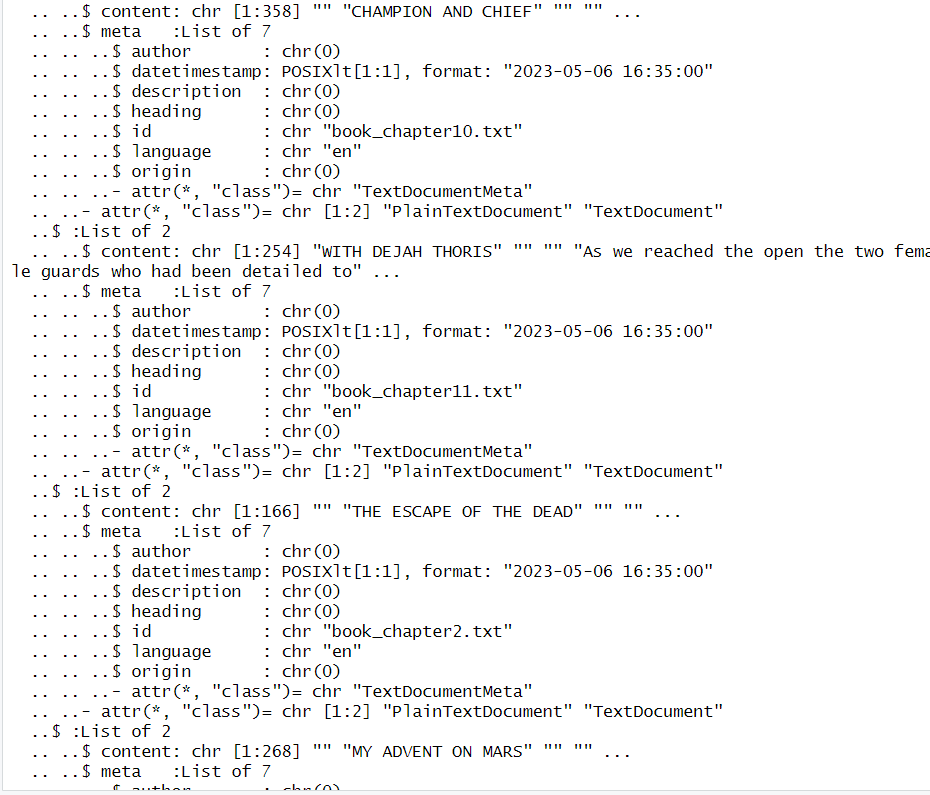 .. ..$ content: chr [1:358] "" "CHAMPION AND CHIEF" "" "" ...
.. ..$ meta   :List of 7
.. .. ..$ author       : chr(0)
.. .. ..$ datetimestamp: POSIXlt[1:1], format: "2023-05-06 16:35:00"
.. .. ..$ description  : chr(0)
.. .. ..$ heading      : chr(0)
.. .. ..$ id           : chr "book_chapter10.txt"
.. .. ..$ language     : chr "en"
.. .. ..$ origin       : chr(0)
.. .. ..- attr(*, "class")= chr "TextDocumentMeta"
.. ..- attr(*, "class")= chr [1:2] "PlainTextDocument" "TextDocument"
..$ :List of 2
.. ..$ content: chr [1:254] "WITH DEJAH THORIS" "" "" "As we reached the open the two fema
le guards who had been detailed to" ...
.. ..$ meta   :List of 7
.. .. ..$ author       : chr(0)
.. .. ..$ datetimestamp: POSIXlt[1:1], format: "2023-05-06 16:35:00"
.. .. ..$ description  : chr(0)
.. .. ..$ heading      : chr(0)
.. .. ..$ id           : chr "book_chapter11.txt"
.. .. ..$ language     : chr "en"
.. .. ..$ origin       : chr(0)
.. .. ..- attr(*, "class")= chr "TextDocumentMeta"
.. ..- attr(*, "class")= chr [1:2] "PlainTextDocument" "TextDocument"
..$ :List of 2
.. ..$ content: chr [1:166] "" "THE ESCAPE OF THE DEAD" "" "" ...
.. ..$ meta   :List of 7
.. .. ..$ author       : chr(0)
.. .. ..$ datetimestamp: POSIXlt[1:1], format: "2023-05-06 16:35:00"
.. .. ..$ description  : chr(0)
.. .. ..$ heading      : chr(0)
.. .. ..$ id           : chr "book_chapter2.txt"
.. .. ..$ language     : chr "en"
.. .. ..$ origin       : chr(0)
.. .. ..- attr(*, "class")= chr "TextDocumentMeta"
.. ..- attr(*, "class")= chr [1:2] "PlainTextDocument" "TextDocument"
..$ :List of 2
.. ..$ content: chr [1:268] "" "MY ADVENT ON MARS" "" "" ...
.. ..$ meta   :List of 7